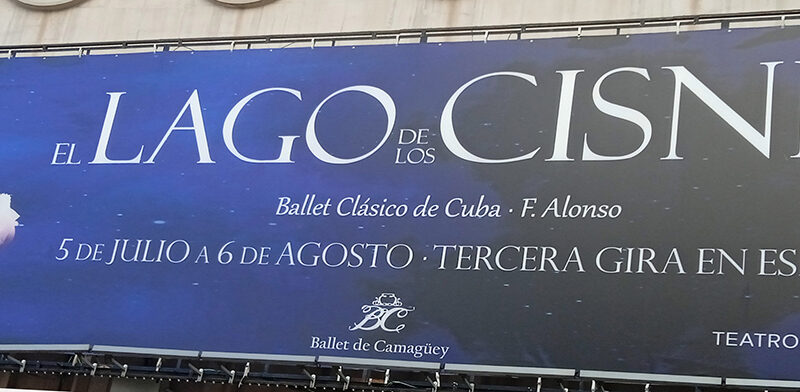 EL LAGO DE LOS CISN
Ballet Clásico de Cuba · F. Alonso
5 DE JULIO A 6 DE AGOSTO · TERCERA GIRA EN ES
BC
Ballet de Camagüey
TEATRO